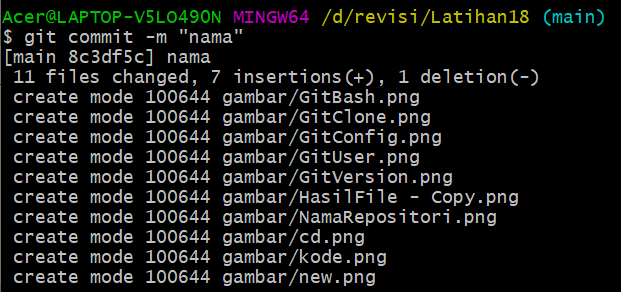 Acer@LAPTOP-V5LO490N MINGW64 /d/revisi/Latihan18 (main)
$ git commit -m "nama"
[main 8c3df5c] nama
 11 files changed, 7 insertions(+), 1 deletion(-)
 create mode 100644 gambar/GitBash.png
 create mode 100644 gambar/GitClone.png
 create mode 100644 gambar/GitConfig.png
 create mode 100644 gambar/GitUser.png
 create mode 100644 gambar/GitVersion.png
 create mode 100644 gambar/HasilFile - Copy.png
 create mode 100644 gambar/NamaRepositori.png
 create mode 100644 gambar/cd.png
 create mode 100644 gambar/kode.png
 create mode 100644 gambar/new.png